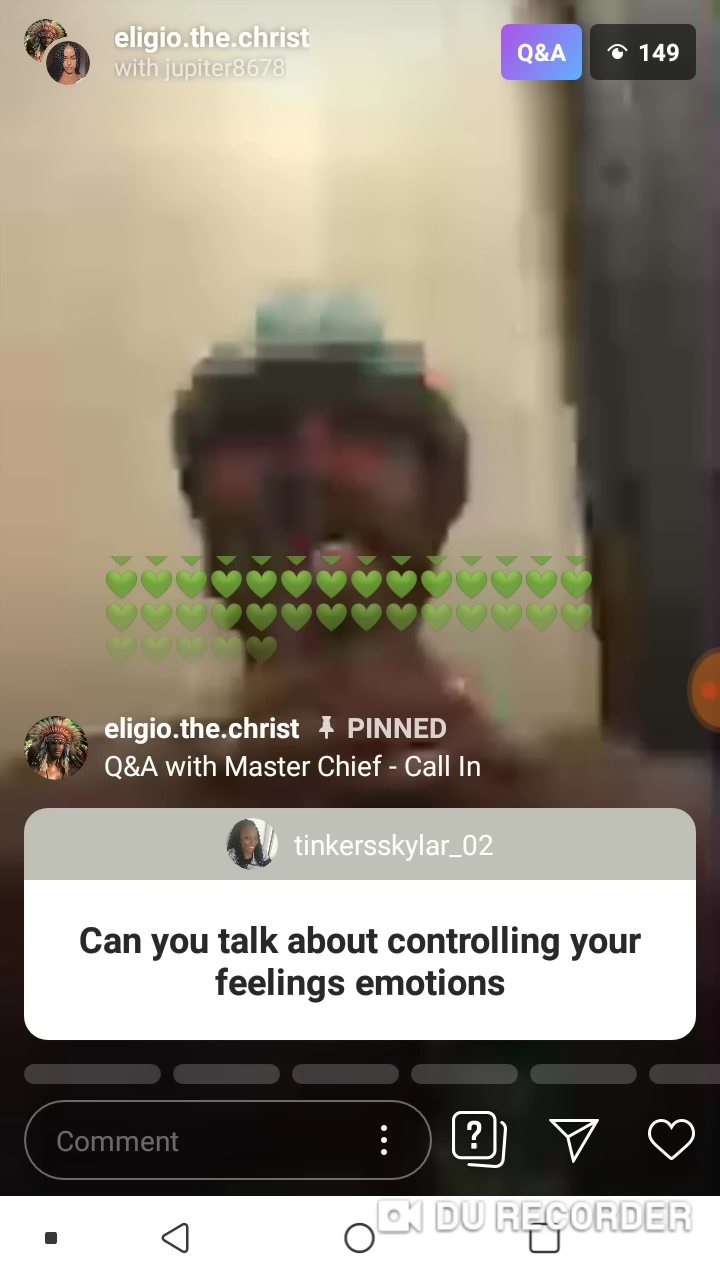 eligio.the.christ
with jupiter8678
Q&A
149
eligio.the.christ PINNED
Q&A with Master Chief - Call In
tinkersskylar_02
Can you talk about controlling your
feelings emotions
Comment
?
DU RECORDER